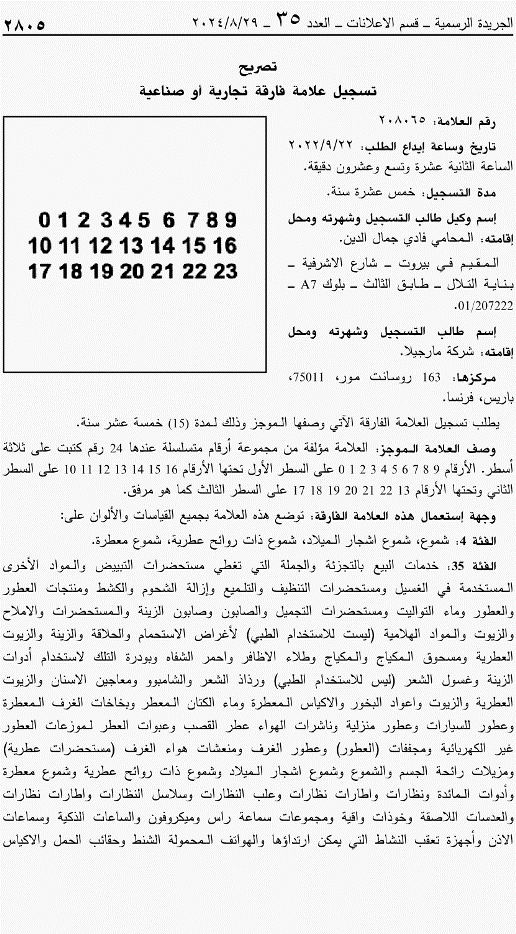 الجريدة الرسمية ــ قسم الاعلانات ــ العدد ٣٥ ــ ٢٠٢٤/٨/٢٩
٢٨٠٥
تصريح
تسجيل علامة فارقة تجارية او صناعية
0 1 2 3 4 5 6 7 8 9
10 11 12 13 14 15 16
17 18 19 20 21 22 23
رقم العلامة: ٢٠٨٠٦٥
تاريخ وساعة إيداع الطلب: ٢٠٢٢/٩/٢٢
الساعة الثانية عشرة وتسع وعشرون دقيقة.
مدة التسجيل: خمس عشرة سنة.
إسم وكيل طالب التسجيل وشهرته ومحل
إقامته: المحامي فادي جمال الدين.
المقيم في بيروت ــ شارع الاشرفية ــ
بناية التلال ــ طابق الثالث ــ بلوك A7 ــ
01/207222.
إسم طالب التسجيل وشهرته ومحل
إقامته: شركة مارجيلا.
مركزها: 163 روسانت مور، 75011،
باريس، فرنسا.
يطلب تسجيل العلامة الفارقة الآتي وصفها الموجز وذلك لمدة (15) خمسة عشر سنة.
وصف العلامة الموجز: العلامة مؤلفة من مجموعة أرقام متسلسلة عندها 24 رقم كتبت على ثلاثة
أسطر. الأرقام 9 8 7 6 5 4 3 2 1 0 على السطر الأول تحتها الأرقام 16 15 14 13 12 11 10 على السطر
الثاني وتحتها الأرقام 13 22 21 20 19 18 17 على السطر الثالث كما هو مرفق.
وجهة إستعمال هذه العلامة الفارقة: توضع هذه العلامة بجميع القياسات والألوان على:
الفئة 4: شموع، شموع اشجار الميلاد، شموع ذات روائح عطرية، شموع معطرة.
الفئة 35: خدمات البيع بالتجزئة والجملة التي تغطي مستحضرات التبييض والمواد الأخرى
المستخدمة في الغسيل ومستحضرات التنظيف والتلميع وإزالة الشحوم والكشط ومنتجات العطور
والعطور وماء التواليت ومستحضرات التجميل والصابون وصابون الزينة والمستحضرات والاملاح
والزيوت والمواد الهلامية (ليست للاستخدام الطبي) لأغراض الاستحمام والحلاقة والزينة والزيوت
العطرية ومسحوق المكياج والمكياج وطلاء الاظافر واحمر الشفاه وبودرة التلك لاستخدام أدوات
الزينة وغسول الشعر (ليس للاستخدام الطبي) ورذاذ الشعر والشامبو ومعاجين الاسنان والزيوت
العطرية والزيوت واعواد البخور والاكياس المعطرة وماء الكتان المعطر وبخاخات الغرف المعطرة
وعطور للسيارات وعطور منزلية وناشرات الهواء عطر القصب وعبوات العطر لموزعات العطور
غير الكهربائية ومجففات (العطور) وعطور الغرف ومنعشات هواء الغرف (مستحضرات عطرية)
ومزيلات رائحة الجسم والشموع وشموع اشجار الميلاد وشموع ذات روائح عطرية وشموع معطرة
وأدوات المائدة ونظارات واطارات نظارات وعلب النظارات وسلاسل النظارات واطارات نظارات
والعدسات اللاصقة وخوذات واقية ومجموعات سماعة راس وميكروفون والساعات الذكية وسماعات
الاذن وأجهزة تعقب النشاط التي يمكن ارتداؤها والهواتف المحمولة الشنط وحقائب الحمل والاكياس